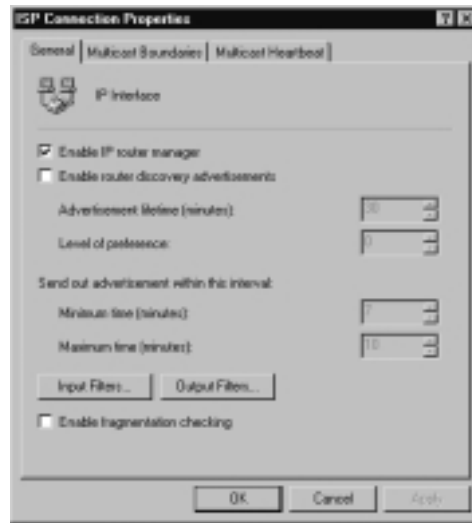 ISP Connection Properties
General Multicast Boundaries Multicast Heartbeat
IP Interface
Enable IP router manager
Enable router discovery advertisements
Advertisement lifetime (minutes): 30
Level of preference: 0
Send out advertisement within this interval:
Minimum time (minutes): 7
Maximum time (minutes): 10
Input Filters... Output Filters...
Enable fragmentation checking
OK Cancel Apply